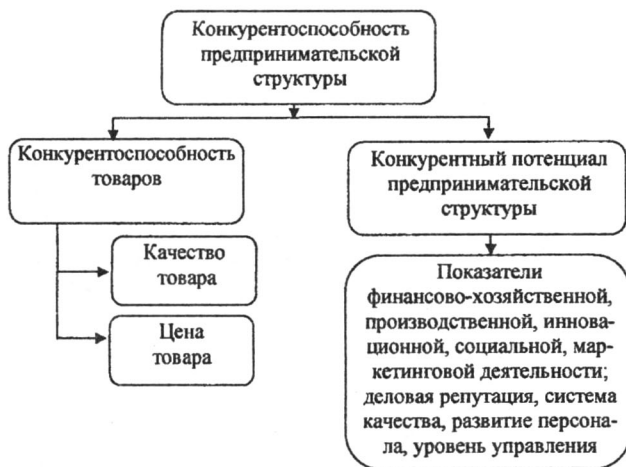 Конкурентоспособность
предпринимательской
структуры
Конкурентоспособность
товаров
Качество
товара
Цена
товара
Конкурентный потенциал
предпринимательской
структуры
Показатели
финансово-хозяйственной,
производственной, иннова-
ционной, социальной, мар-
кетинговой деятельности;
деловая репутация, система
качества, развитие персона-
ла, уровень управления